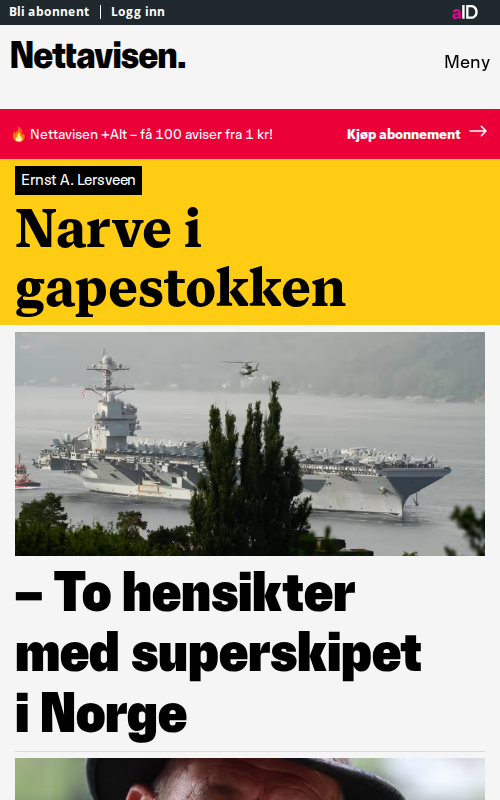 Bli abonnent | Logg inn
aID
Nettavisen.
Meny
🔥 Nettavisen +Alt – få 100 aviser fra 1 kr!
Kjøp abonnement →
Ernst A. Lersveen
Narve i
gapestokken
– To hensikter
med superskipet
i Norge